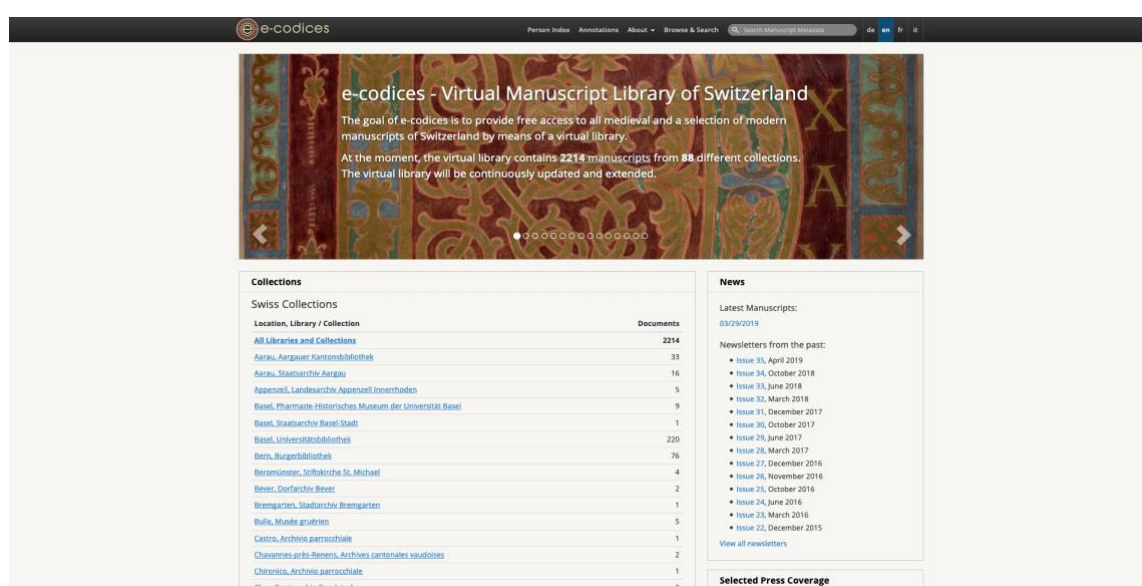 e-codices
Person Index Annotations About Browse & Search Search Manuscript Metadata de en fr it
e-codices - Virtual Manuscript Library of Switzerland
The goal of e-codices is to provide free access to all medieval and a selection of modern
manuscripts of Switzerland by means of a virtual library.
At the moment, the virtual library contains 2214 manuscripts from 88 different collections.
The virtual library will be continuously updated and extended.
Collections
Swiss Collections
Location, Library / Collection Documents
All Libraries and Collections 2214
Aarau, Aargauer Kantonsbibliothek 33
Aarau, Staatsarchiv Aargau 16
Appenzell, Landesarchiv Appenzell Innerrhoden 5
Basel, Pharmazie-Historisches Museum der Universität Basel 9
Basel, Staatsarchiv Basel-Stadt 1
Basel, Universitätsbibliothek 220
Bern, Burgerbibliothek 76
Beromünster, Stiftskirche St. Michael 4
Bever, Dorfarchiv Bever 2
Bremgarten, Stadtarchiv Bremgarten 1
Bulle, Musée gruérien 5
Castro, Archivio parrocchiale 1
Chavannes-près-Renens, Archives cantonales vaudoises 2
Chironico, Archivio parrocchiale 1
News
Latest Manuscripts:
03/29/2019
Newsletters from the past:
Issue 35, April 2019
Issue 34, October 2018
Issue 33, June 2018
Issue 32, March 2018
Issue 31, December 2017
Issue 30, October 2017
Issue 29, June 2017
Issue 28, March 2017
Issue 27, December 2016
Issue 26, November 2016
Issue 25, October 2016
Issue 24, June 2016
Issue 23, March 2016
Issue 22, December 2015
View all newsletters
Selected Press Coverage